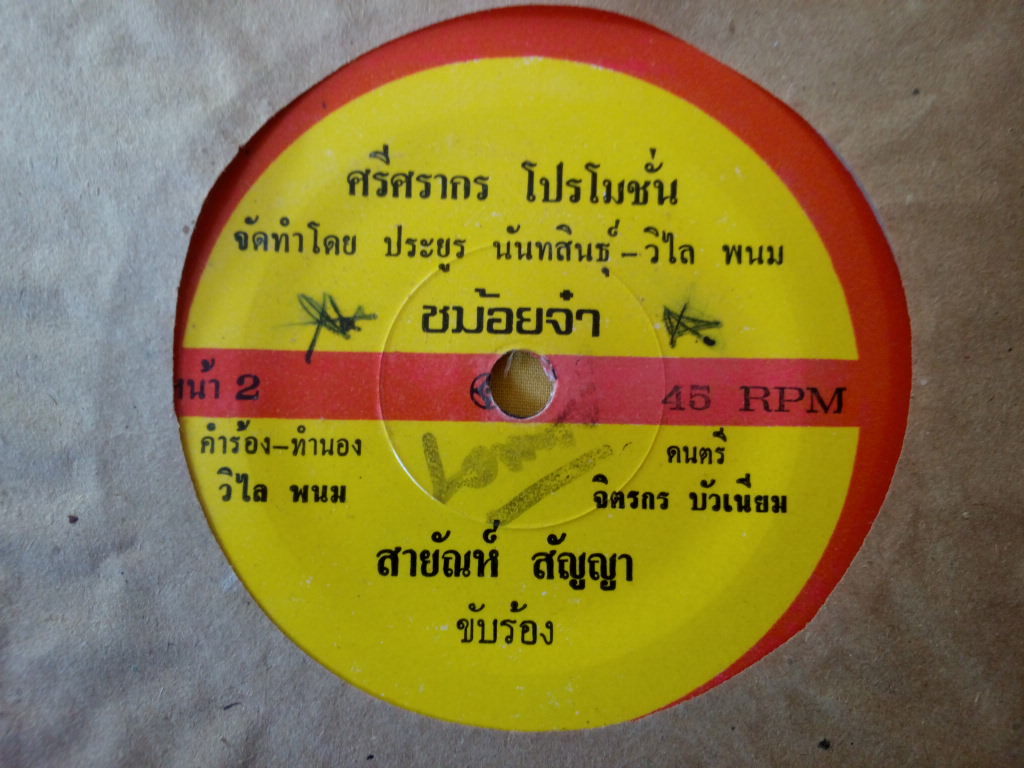 ศรีศรากร โปรโมชั่น
จัดทำโดย ประยูร นันทสินธุ์-วิไล พนม
ชม้อยจ๋า
หน้า 2 45 RPM
คำร้อง-ทำนอง
วิไล พนม
ดนตรี
จิตรกร บัวเนียม
สายัณห์ สัญญา
ขับร้อง